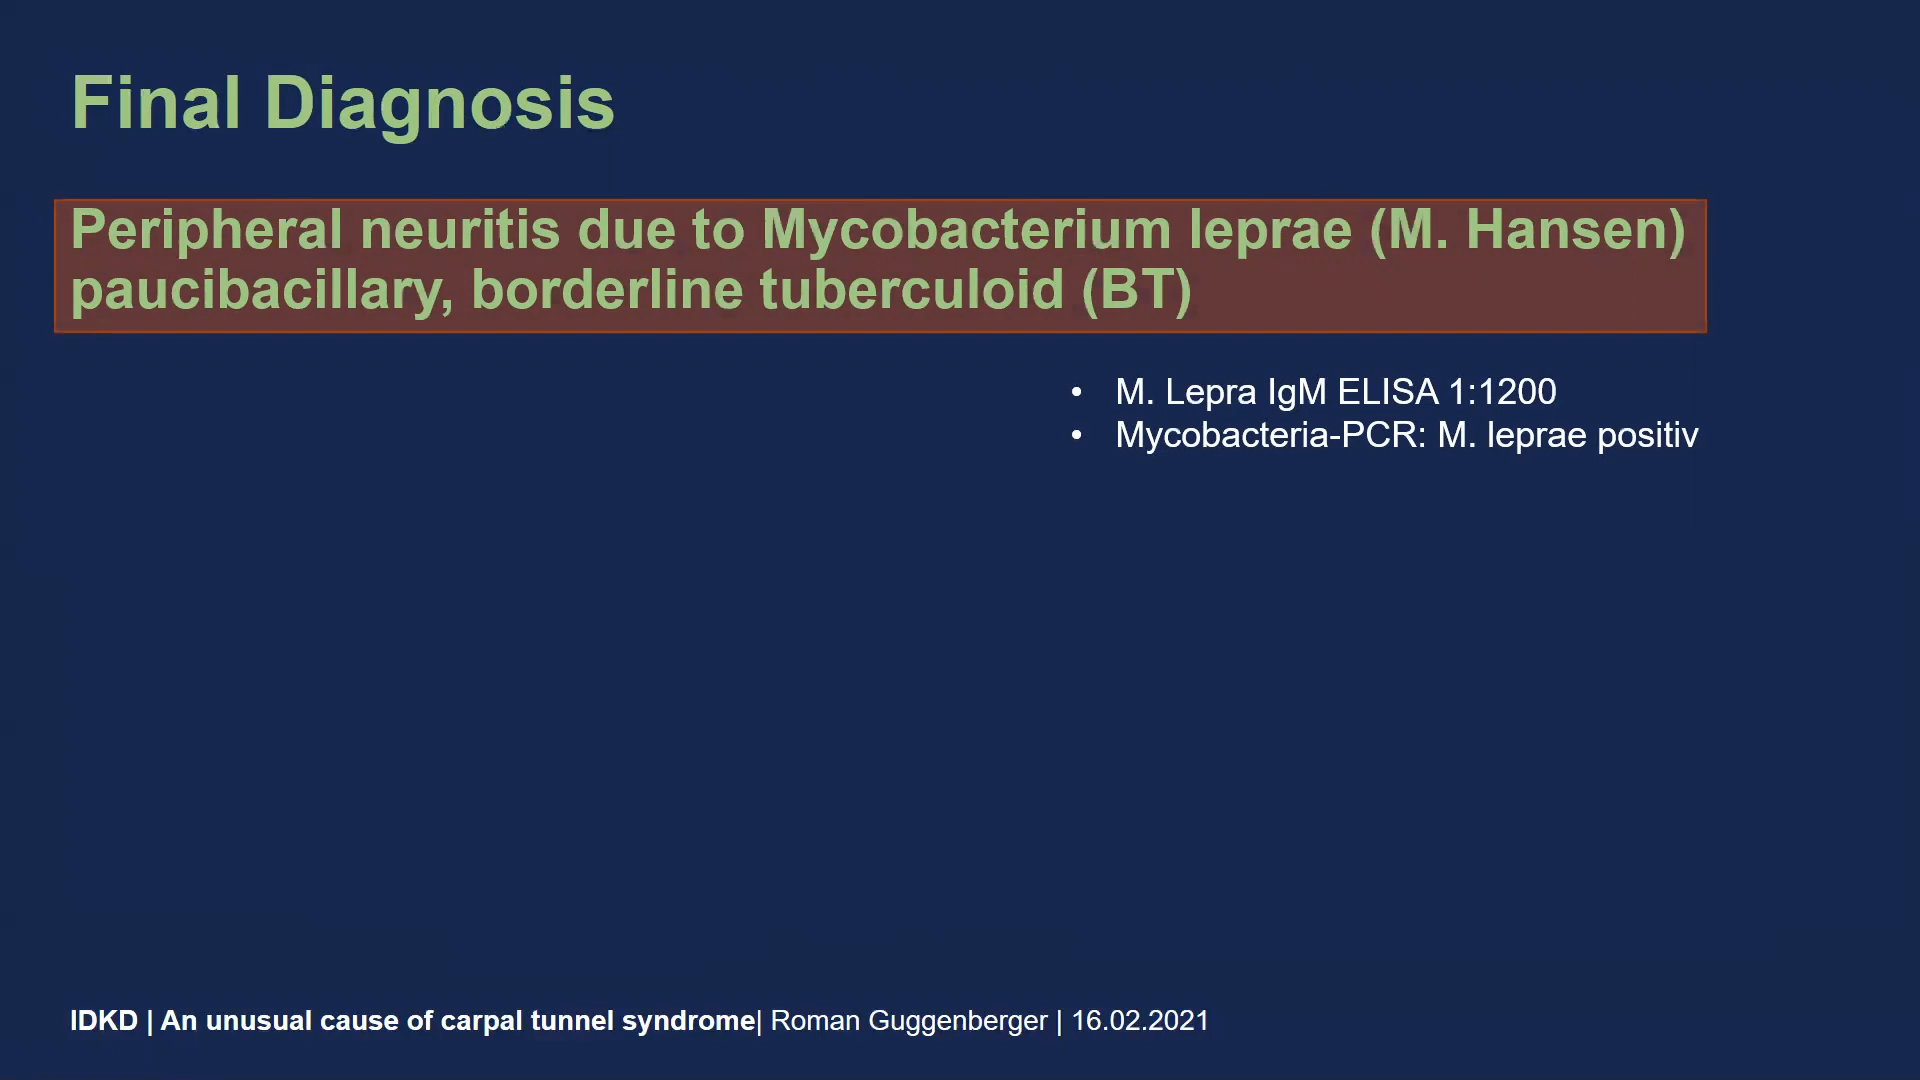 Final Diagnosis
Peripheral neuritis due to Mycobacterium leprae (M. Hansen)
paucibacillary, borderline tuberculoid (BT)
• M. Lepra IgM ELISA 1:1200
• Mycobacteria-PCR: M. leprae positiv
IDKD | An unusual cause of carpal tunnel syndrome| Roman Guggenberger | 16.02.2021